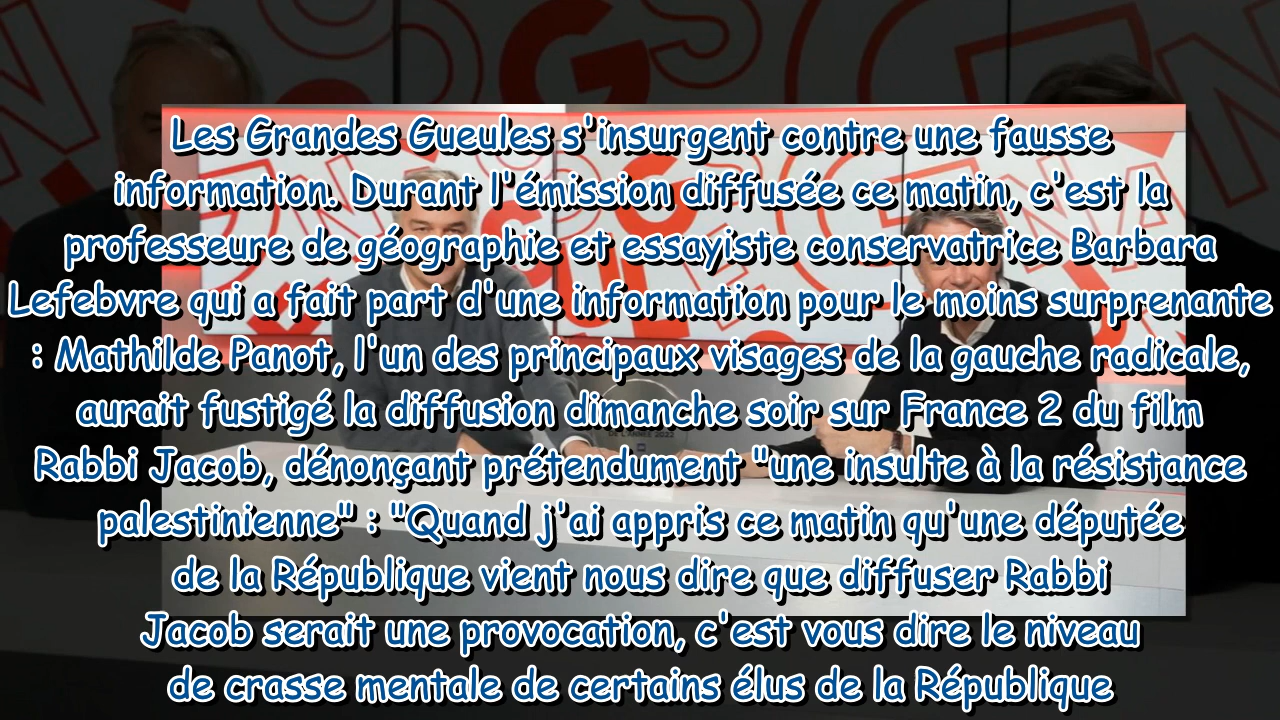 Les Grandes Gueules s'insurgent contre une fausse
information. Durant l'émission diffusée ce matin, c'est la
professeure de géographie et essayiste conservatrice Barbara
Lefebvre qui a fait part d'une information pour le moins surprenante
: Mathilde Panot, l'un des principaux visages de la gauche radicale,
aurait fustigé la diffusion dimanche soir sur France 2 du film
Rabbi Jacob, dénonçant prétendument "une insulte à la résistance
palestinienne" : "Quand j'ai appris ce matin qu'une députée
de la République vient nous dire que diffuser Rabbi
Jacob serait une provocation, c'est vous dire le niveau
de crasse mentale de certains élus de la République